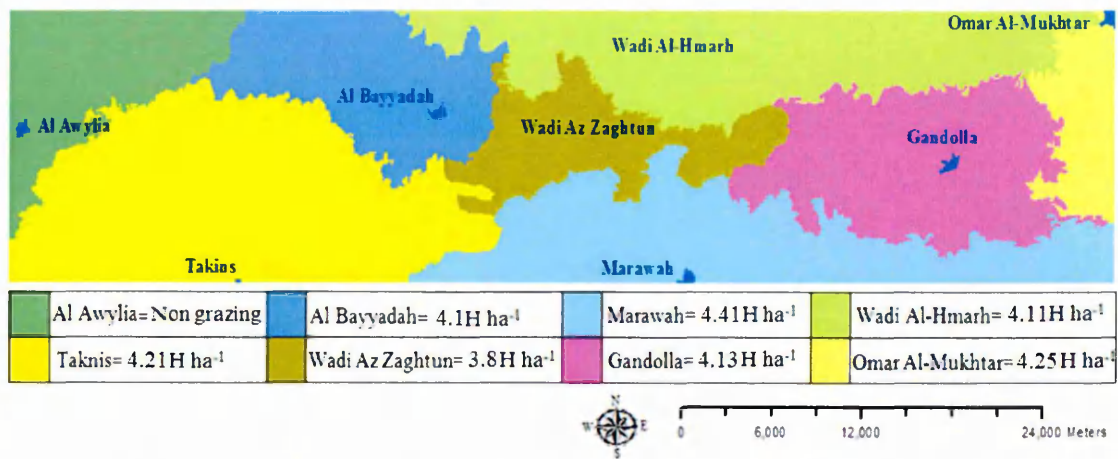 Omar Al-Mukhtar
Wadi Al-Hmarh
Al Bayyadah
Al Awylia
Wadi Az Zaghtun
Gandolla
Takins
Marawah
Al Awylia= Non grazing Al Bayyadah= 4.1H ha⁻¹ Marawah= 4.41H ha⁻¹ Wadi Al-Hmarh= 4.11H ha⁻¹
Taknis= 4.21H ha⁻¹ Wadi Az Zaghtun= 3.8H ha⁻¹ Gandolla= 4.13H ha⁻¹ Omar Al-Mukhtar= 4.25H ha⁻¹
N
W E
S
0 6,000 12,000 24,000 Meters